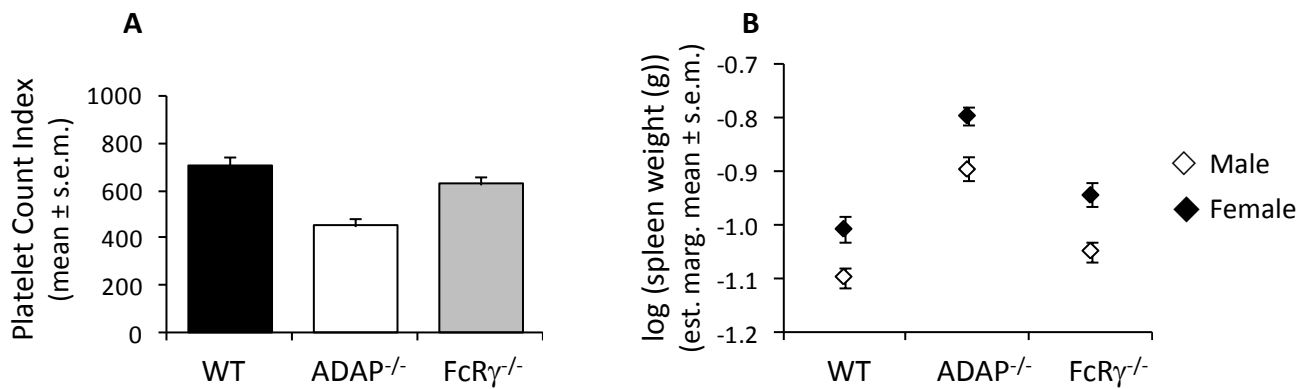 A
Platelet Count Index
(mean ± s.e.m.)
1000
800
600
400
200
0
WT
ADAP⁻/⁻
FcRγ⁻/⁻
B
log (spleen weight (g))
(est. marg. mean ± s.e.m.)
-0.7
-0.8
-0.9
-1.0
-1.1
-1.2
WT
ADAP⁻/⁻
FcRγ⁻/⁻
Male
Female